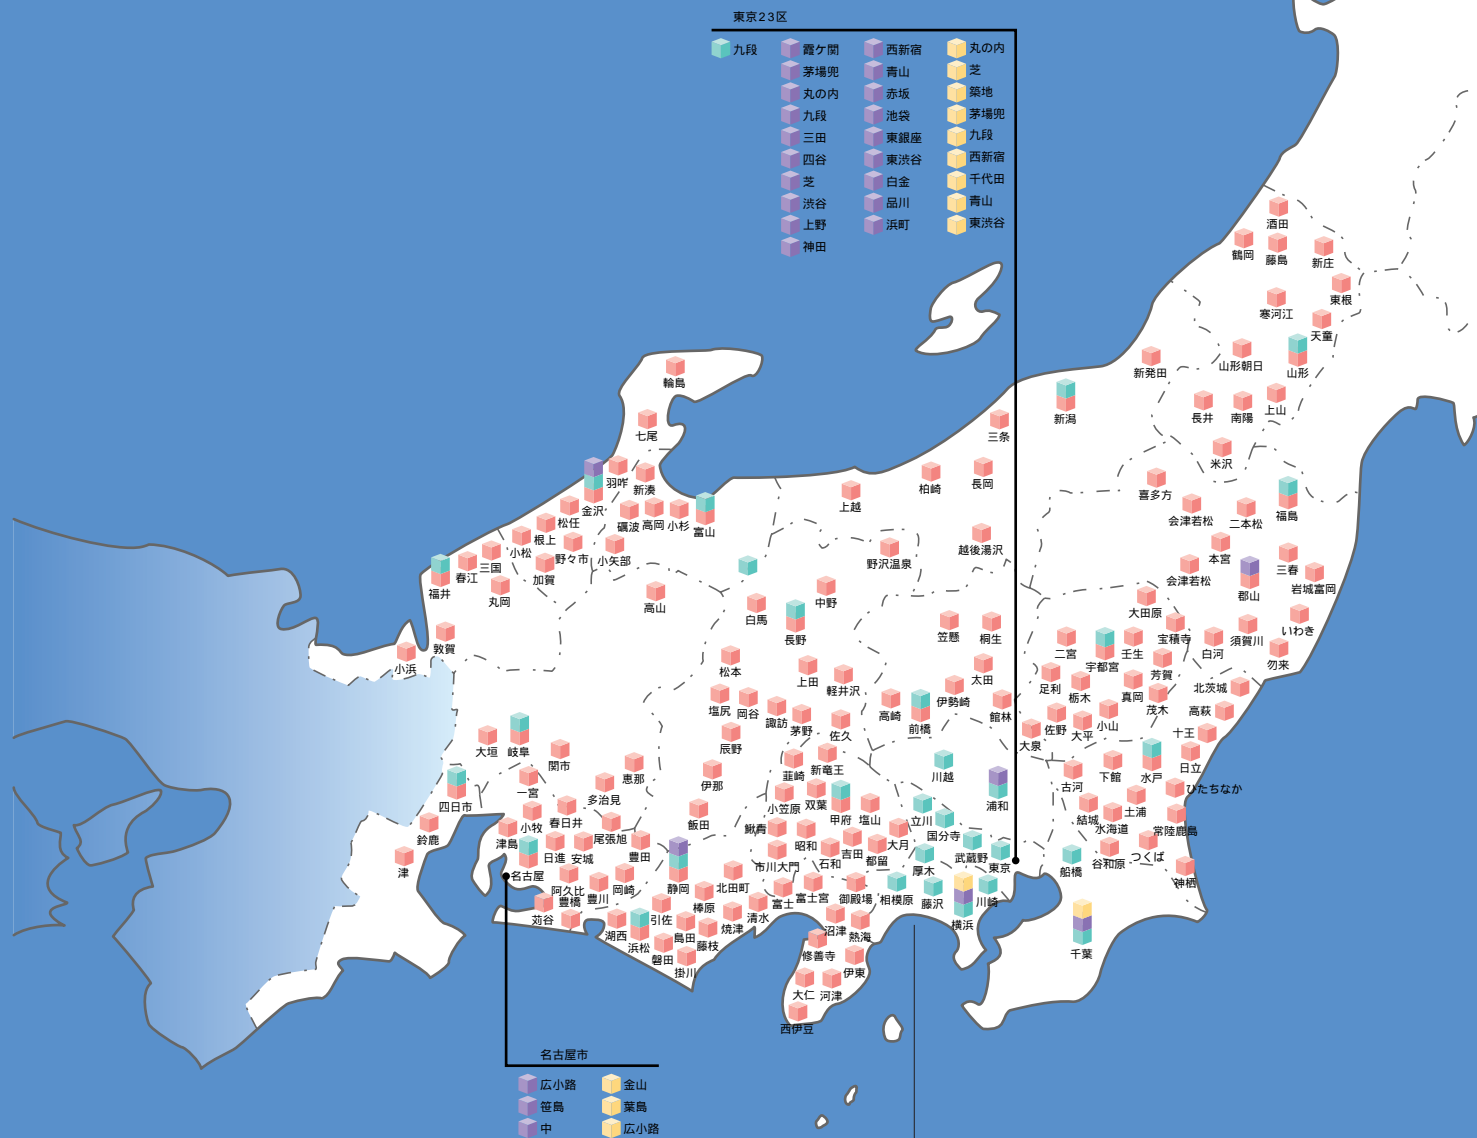 東京23区
九段
霞ケ関
茅場兜
丸の内
九段
三田
四谷
芝
渋谷
上野
神田
西新宿
青山
赤坂
池袋
東銀座
東渋谷
白金
品川
浜町
丸の内
芝
築地
茅場兜
九段
西新宿
千代田
青山
東渋谷
酒田
鶴岡
藤島
新庄
東根
寒河江
天童
山形朝日
山形
新発田
長井
南陽
上山
新潟
三条
米沢
輪島
七尾
羽咋
新湊
金沢
松任
砺波
高岡
小杉
富山
根上
小松
野々市
小矢部
三国
春江
加賀
福井
丸岡
敦賀
小浜
高山
上越
柏崎
長岡
喜多方
会津若松
二本松
福島
越後湯沢
野沢温泉
本宮
会津若松
郡山
三春
岩城富岡
白馬
長野
中野
大田原
笠懸
桐生
二宮
宇都宮
壬生
宝積寺
白河
須賀川
いわき
勿来
松本
上田
軽井沢
太田
足利
栃木
芳賀
真岡
茂木
北茨城
塩尻
岡谷
諏訪
茅野
佐久
高崎
前橋
伊勢崎
館林
佐野
大平
小山
高萩
大泉
十王
大垣
岐阜
関市
辰野
韮崎
新竜王
川越
浦和
古河
下館
水戸
日立
ひたちなか
四日市
一宮
多治見
恵那
伊那
小笠原
双葉
甲府
塩山
立川
国分寺
結城
土浦
水海道
常陸鹿島
鈴鹿
津島
小牧
春日井
尾張旭
飯田
鰍青
昭和
吉田
大月
武蔵野
東京
船橋
谷和原
つくば
神栖
津
名古屋
日進
安城
豊田
静岡
市川大門
石和
都留
厚木
阿久比
豊川
岡崎
北田町
富士
富士宮
御殿場
相模原
藤沢
横浜
川崎
苅谷
豊橋
湖西
浜松
引佐
榛原
島田
焼津
清水
沼津
熱海
千葉
磐田
藤枝
掛川
修善寺
伊東
大仁
河津
西伊豆
名古屋市
広小路
笹島
中
金山
葉島
広小路